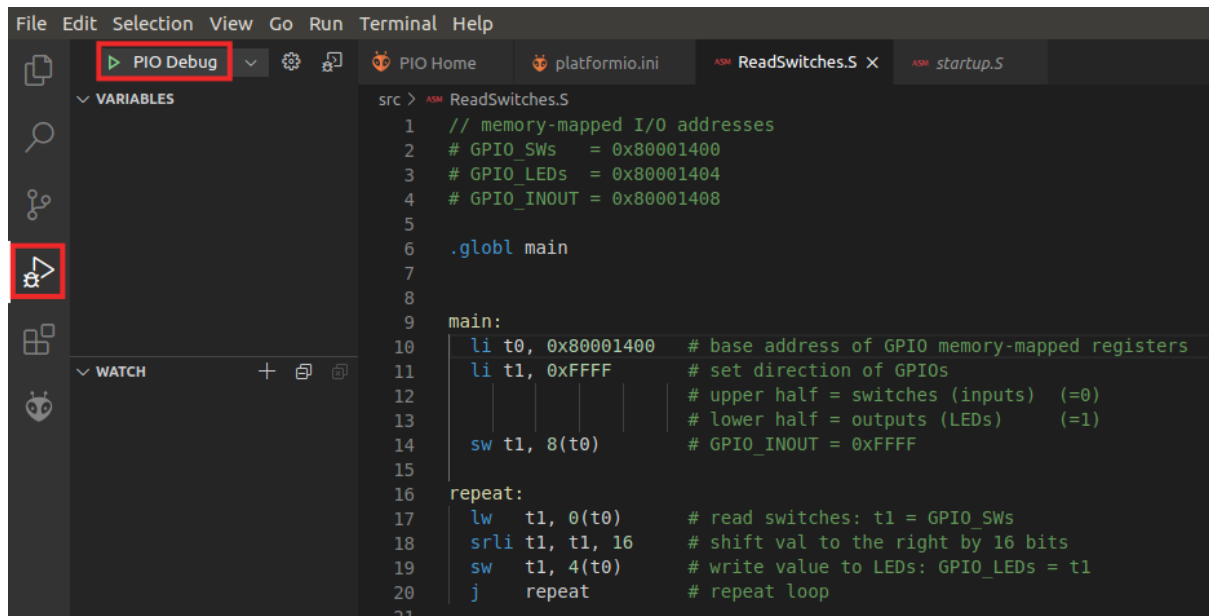 File Edit Selection View Go Run Terminal Help
PIO Debug
PIO Home
platformio.ini
ASM ReadSwitches.S ×
ASM startup.S
VARIABLES
WATCH
src > ASM ReadSwitches.S
1 // memory-mapped I/O addresses
2 # GPIO_SWs   = 0x80001400
3 # GPIO_LEDs  = 0x80001404
4 # GPIO_INOUT = 0x80001408
5
6 .globl main
7
8
9 main:
10   li t0, 0x80001400   # base address of GPIO memory-mapped registers
11   li t1, 0xFFFF       # set direction of GPIOs
12                       # upper half = switches (inputs)  (=0)
13                       # lower half = outputs (LEDs)     (=1)
14   sw t1, 8(t0)        # GPIO_INOUT = 0xFFFF
15
16 repeat:
17   lw   t1, 0(t0)      # read switches: t1 = GPIO_SWs
18   srli t1, t1, 16     # shift val to the right by 16 bits
19   sw   t1, 4(t0)      # write value to LEDs: GPIO_LEDs = t1
20   j    repeat         # repeat loop
21